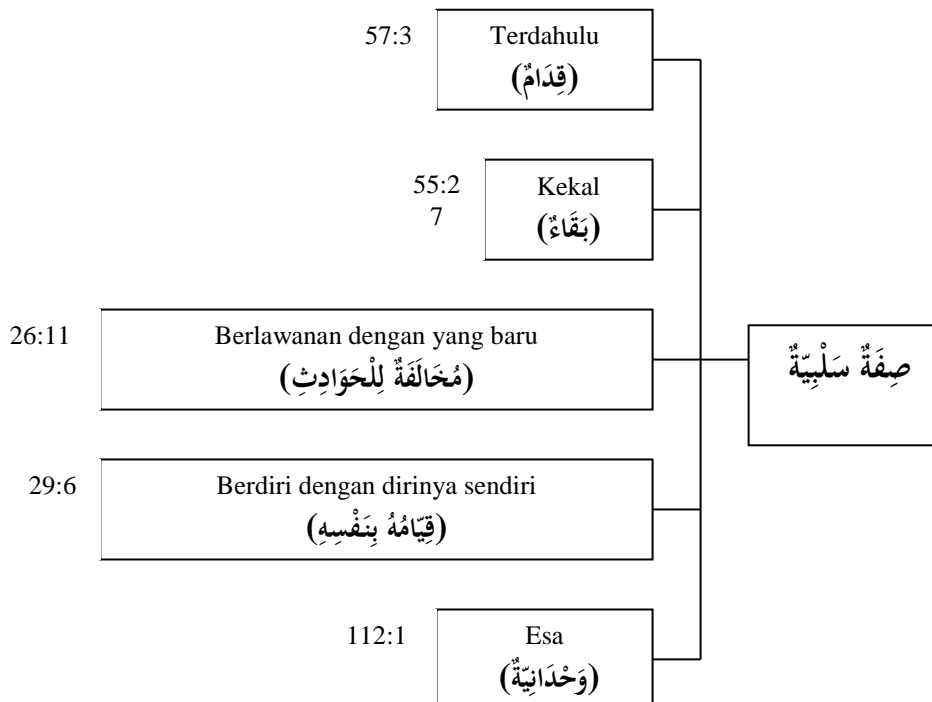 57:3
Terdahulu
(قِدَامٌ)
55:2
7
Kekal
(بَقَاءٌ)
26:11
Berlawanan dengan yang baru
(مُخَالَفَةٌ لِلْحَوَادِثِ)
صِفَةٌ سَلْبِيّةٌ
29:6
Berdiri dengan dirinya sendiri
(قِيّامُهُ بِنَفْسِهِ)
112:1
Esa
(وَحْدَانِيّةٌ)